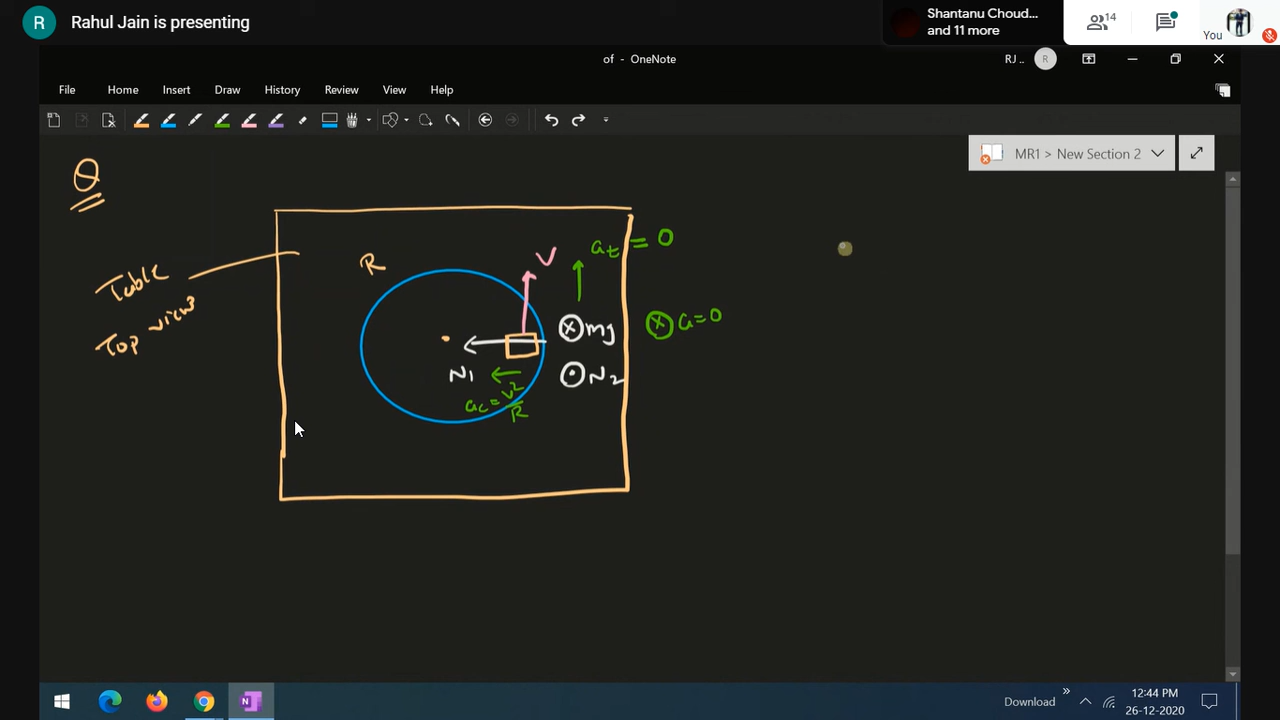 R
Rahul Jain is presenting
Shantanu Choud...
and 11 more
14
You
of - OneNote
RJ ..
R
File
Home
Insert
Draw
History
Review
View
Help
MR1 > New Section 2
Q
Table
Top view
R
V
at = 0
mg
a=0
N1
N2
ac = v²/R
Download
12:44 PM
26-12-2020